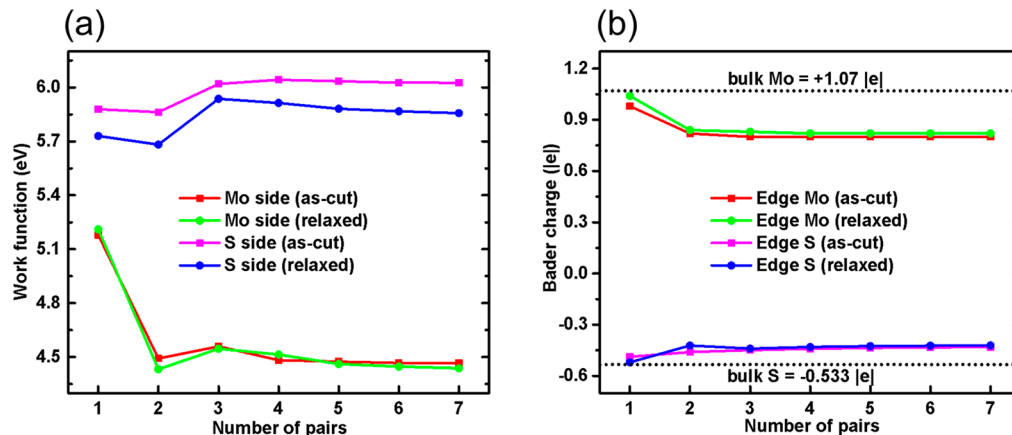 (a)
Work function (eV)
6.0
5.7
5.4
5.1
4.8
4.5
Mo side (as-cut)
Mo side (relaxed)
S side (as-cut)
S side (relaxed)
1 2 3 4 5 6 7
Number of pairs
(b)
Bader charge (|e|)
1.2
0.9
0.6
0.3
0.0
-0.3
-0.6
bulk Mo = +1.07 |e|
Edge Mo (as-cut)
Edge Mo (relaxed)
Edge S (as-cut)
Edge S (relaxed)
bulk S = -0.533 |e|
1 2 3 4 5 6 7
Number of pairs